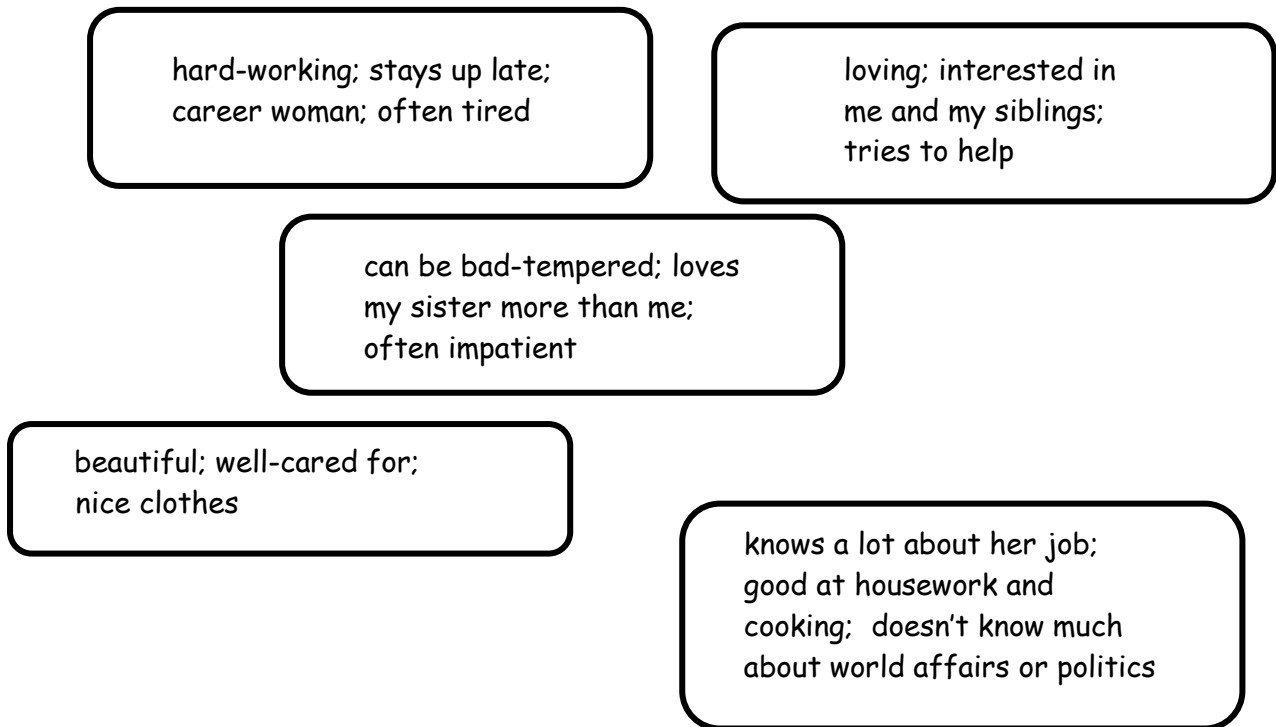 hard-working; stays up late;
career woman; often tired
loving; interested in
me and my siblings;
tries to help
can be bad-tempered; loves
my sister more than me;
often impatient
beautiful; well-cared for;
nice clothes
knows a lot about her job;
good at housework and
cooking;  doesn't know much
about world affairs or politics